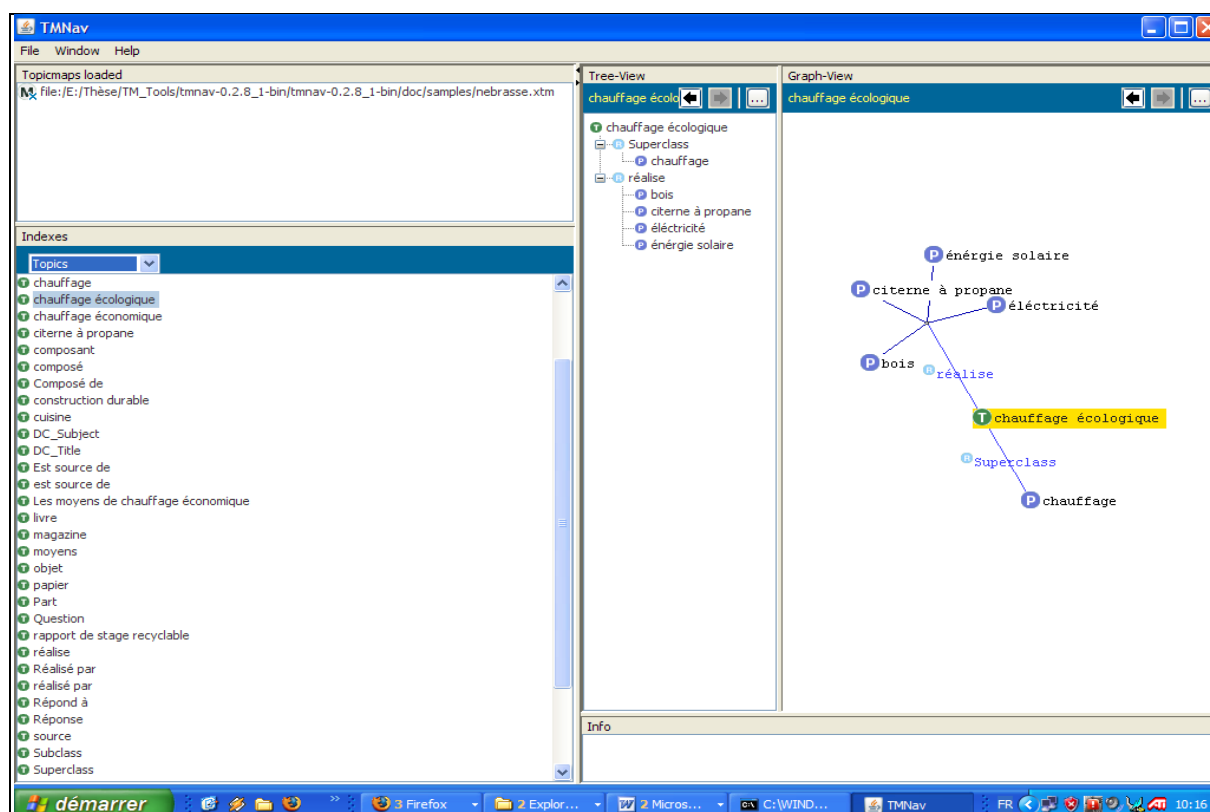 TMNav
File Window Help
Topicmaps loaded
file:/E:/Thèse/TM_Tools/tmnav-0.2.8_1-bin/tmnav-0.2.8_1-bin/doc/samples/nebrasse.xtm
Indexes
Topics
chauffage
chauffage écologique
chauffage économique
citerne à propane
composant
composé
Composé de
construction durable
cuisine
DC_Subject
DC_Title
Est source de
est source de
Les moyens de chauffage économique
livre
magazine
moyens
objet
papier
Part
Question
rapport de stage recyclable
réalise
Réalisé par
réalisé par
Répond à
Réponse
source
Subclass
Superclass
Tree-View
chauffage écolo
...
T chauffage écologique
R Superclass
P chauffage
R réalise
P bois
P citerne à propane
P éléctricité
P énérgie solaire
Graph-View
chauffage écologique
...
P énérgie solaire
P citerne à propane
P éléctricité
P bois
R réalise
T chauffage écologique
R Superclass
P chauffage
Info
démarrer
3 Firefox
2 Explor...
2 Micros...
C:\WIND...
TMNav
FR
10:16